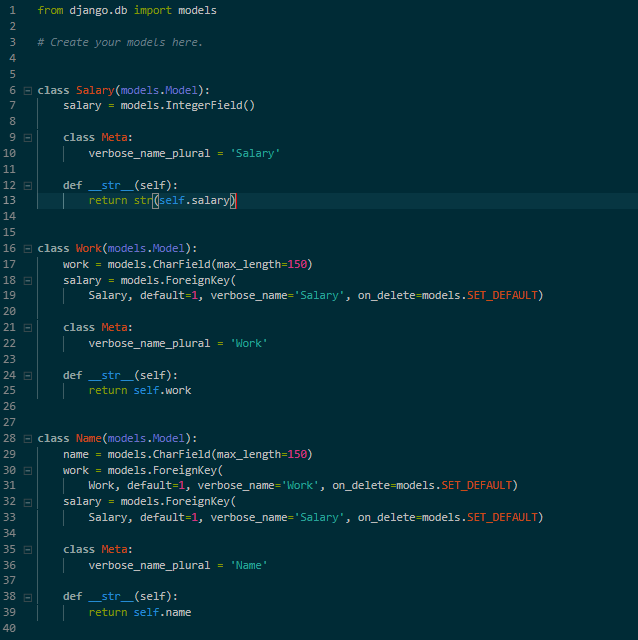 1 from django.db import models
2
3 # Create your models here.
4
5
6 class Salary(models.Model):
7     salary = models.IntegerField()
8
9     class Meta:
10         verbose_name_plural = 'Salary'
11
12     def __str__(self):
13         return str(self.salary)
14
15
16 class Work(models.Model):
17     work = models.CharField(max_length=150)
18     salary = models.ForeignKey(
19         Salary, default=1, verbose_name='Salary', on_delete=models.SET_DEFAULT)
20
21     class Meta:
22         verbose_name_plural = 'Work'
23
24     def __str__(self):
25         return self.work
26
27
28 class Name(models.Model):
29     name = models.CharField(max_length=150)
30     work = models.ForeignKey(
31         Work, default=1, verbose_name='Work', on_delete=models.SET_DEFAULT)
32     salary = models.ForeignKey(
33         Salary, default=1, verbose_name='Salary', on_delete=models.SET_DEFAULT)
34
35     class Meta:
36         verbose_name_plural = 'Name'
37
38     def __str__(self):
39         return self.name
40